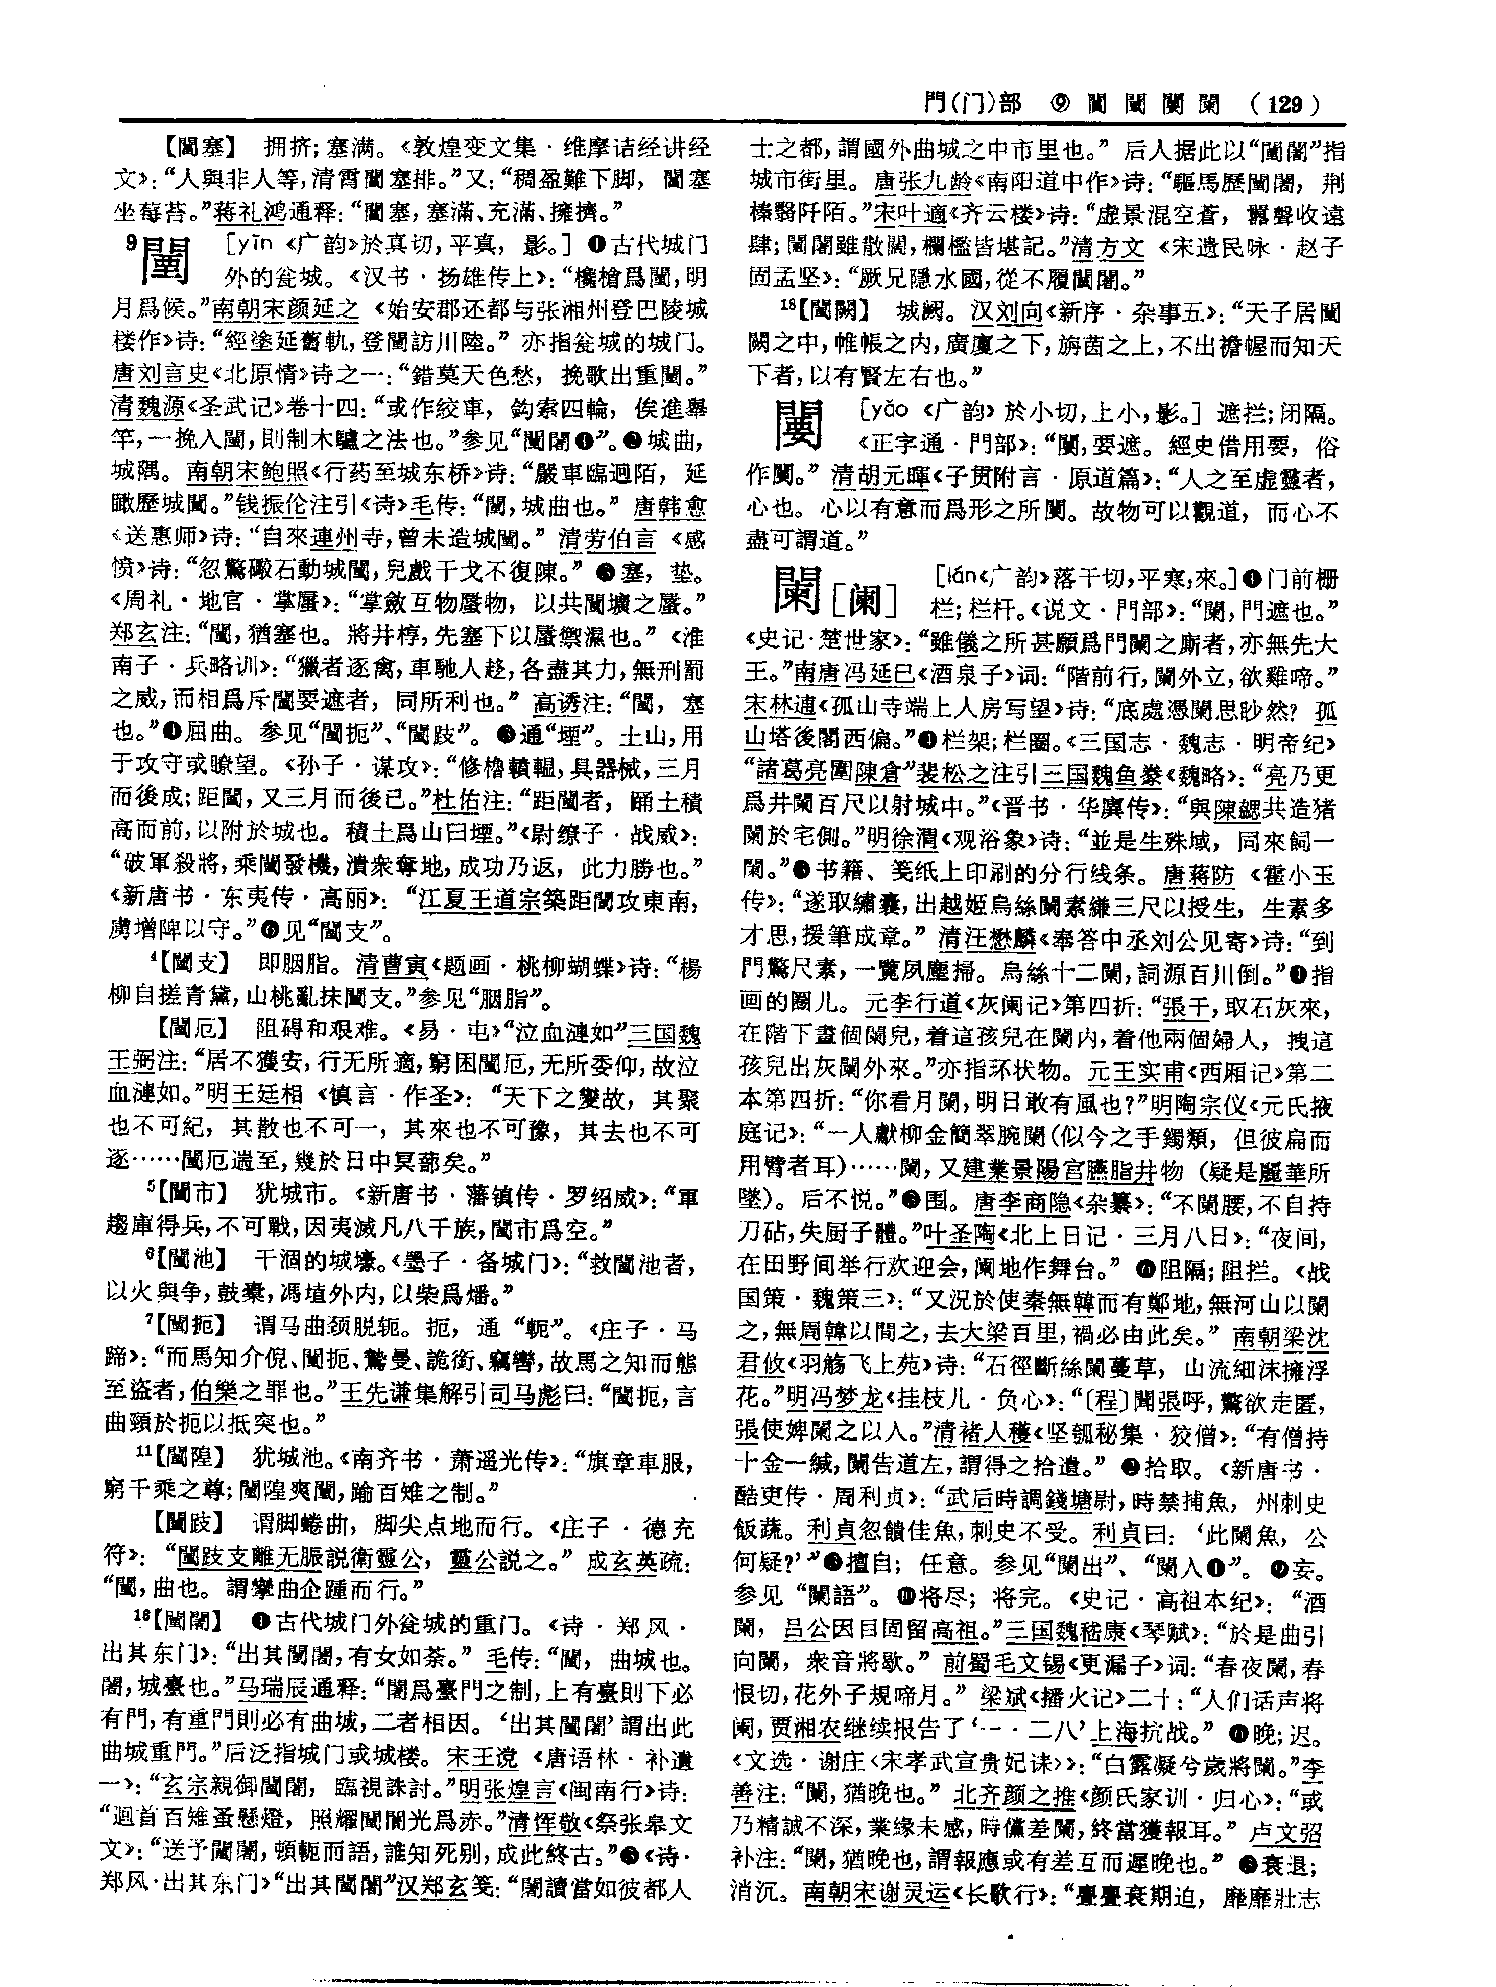 門(门)部 ⑨ 闐 闉 闄 闌 (129)
【闐塞】 拥挤；塞满。《敦煌变文集·维摩诘经讲经
文》：“人與非人等，清霄闐塞排。”又：“稠盈難下脚， 闐塞
坐莓苔。”蒋礼鸿通释：“闐塞，塞滿、充滿、擁擠。”
9闉 [yīn 《广韵》於真切，平真，影。] ❶古代城门
外的瓮城。《汉书·扬雄传上》：“欃槍爲闉，明
月爲候。”南朝宋颜延之《始安郡还都与张湘州登巴陵城
楼作》诗：“經塗延舊軌，登闉訪川陸。” 亦指瓮城的城门。
唐刘言史《北原情》诗之一：“錯莫天色愁， 挽歌出重闉。”
清魏源《圣武记》卷十四：“或作絞車， 鈎索四輪， 俟進舉
竿，一挽入闉，則制木驢之法也。”参见“闉闍❶”。❷城曲，
城隅。 南朝宋鲍照《行药至城东桥》诗：“嚴車臨迥陌， 延
瞰歷城闉。”钱振伦注引《诗》毛传：“闉，城曲也。” 唐韩愈
《送惠师》诗：“自來連州寺，曾未造城闉。” 清劳伯言 《感
愤》诗：“忽驚礮石動城闉，兒戲干戈不復陳。” ❸塞， 垫。
《周礼·地官·掌蜃》：“掌斂互物蜃物， 以共闉壙之蜃。”
郑玄注：“闉，猶塞也。 將井椁，先塞下以蜃禦濕也。”《淮
南子·兵略训》：“獵者逐禽，車馳人趍，各盡其力，無刑罰
之威，而相爲斥闉要遮者， 同所利也。” 高诱注：“闉， 塞
也。”❹屈曲。 参见“闉扼”、“闉跂”。 ❺通“堙”。 土山，用
于攻守或瞭望。《孙子·谋攻》：“修櫓轒輼，具器械，三月
而後成；距闉，又三月而後已。”杜佑注：“距闉者， 踊土積
高而前，以附於城也。 積土爲山曰堙。”《尉缭子·战威》：
“破軍殺將，乘闉發機，潰衆奪地，成功乃返， 此力勝也。”
《新唐书·东夷传·高丽》： “江夏王道宗築距闉攻東南，
虜增陴以守。”❻见“闉支”。
4【闉支】 即胭脂。 清曹寅《题画·桃柳蝴蝶》诗：“楊
柳自搓青黛，山桃亂抹闉支。”参见“胭脂”。
【闉厄】 阻碍和艰难。《易·屯》“泣血漣如”三国魏
王弼注：“居不獲安，行无所適，窮困闉厄，无所委仰，故泣
血漣如。”明王廷相《慎言·作圣》： “天下之變故， 其聚
也不可紀， 其散也不可一， 其來也不可豫， 其去也不可
逐……闉厄遄至，幾於日中冥蔀矣。”
5【闉市】 犹城市。《新唐书·藩镇传·罗绍威》：“軍
趨庫得兵，不可戰，因夷滅凡八千族，闉市爲空。”
6【闉池】 干涸的城壕。《墨子·备城门》：“救闉池者，
以火與争，鼓橐，馮埴外内，以柴爲燔。”
7【闉扼】 谓马曲颈脱轭。 扼， 通 “軛”。《庄子·马
蹄》：“而馬知介倪、闉扼、鷙曼、詭銜、竊轡，故馬之知而態
至盗者，伯樂之罪也。”王先谦集解引司马彪曰：“闉扼，言
曲頸於扼以抵突也。”
11【闉隍】 犹城池。《南齐书·萧遥光传》：“旗章車服，
窮千乘之尊；闉隍爽闓，踰百雉之制。”
【闉跂】 谓脚蜷曲， 脚尖点地而行。《庄子·德充
符》： “闉跂支離无脤説衛靈公， 靈公説之。” 成玄英疏：
“闉，曲也。 謂攣曲企踵而行。”
16【闉闍】 ❶古代城门外瓮城的重门。《诗·郑风·
出其东门》：“出其闉闍，有女如荼。” 毛传：“闉， 曲城也。
闍，城臺也。”马瑞辰通释：“闍爲臺門之制，上有臺則下必
有門，有重門則必有曲城，二者相因。‘出其闉闍’謂出此
曲城重門。”后泛指城门或城楼。 宋王谠 《唐语林·补遗
一》：“玄宗親御闉闍， 臨視誅討。”明张煌言《闽南行》诗：
“迴首百雉蚤懸燈， 照耀闉闍光爲赤。”清恽敬《祭张皋文
文》：“送予闉闍，頓軛而語，誰知死别，成此終古。”❷《诗·
郑风·出其东门》“出其闉闍”汉郑玄笺：“闍讀當如彼都人
士之都，謂國外曲城之中市里也。” 后人据此以“闉闍”指
城市街里。 唐张九龄《南阳道中作》诗：“驅馬歷闉闍， 荆
榛翳阡陌。”宋叶適《齐云楼》诗：“虚景混空蒼， 囂聲收遠
肆；闉闍雖散闊，欄檻皆堪記。”清方文 《宋遗民咏·赵子
固孟坚》：“厥兄隱水國，從不履闉闍。”
18【闉闕】 城阙。 汉刘向《新序·杂事五》：“天子居闉
闕之中，帷帳之内，廣廈之下，旃茵之上，不出襜幄而知天
下者，以有賢左右也。”
闄 [yǎo 《广韵》於小切，上小，影。] 遮拦；闭隔。
《正字通·門部》：“闄，要遮。 經史借用要， 俗
作闄。” 清胡元暉《子贯附言·原道篇》：“人之至虚靈者，
心也。 心以有意而爲形之所闄。 故物可以觀道， 而心不
盡可謂道。”
闌[阑] [lán《广韵》落干切，平寒，來。]❶门前栅
栏；栏杆。《说文·門部》：“闌，門遮也。”
《史记·楚世家》：“雖儀之所甚願爲門闌之廝者，亦無先大
王。”南唐冯延巳《酒泉子》词：“階前行，闌外立，欲雞啼。”
宋林逋《孤山寺端上人房写望》诗：“底處憑闌思眇然？ 孤
山塔後閣西偏。”❷栏架；栏圈。《三国志·魏志·明帝纪》
“諸葛亮圍陳倉”裴松之注引三国魏鱼豢《魏略》：“亮乃更
爲井闌百尺以射城中。”《晋书·华廙传》：“與陳勰共造猪
闌於宅側。”明徐渭《观浴象》诗：“並是生殊域， 同來飼一
闌。”❸书籍、 笺纸上印刷的分行线条。 唐蒋防 《霍小玉
传》：“遂取繡囊，出越姬烏絲闌素縑三尺以授生， 生素多
才思，援筆成章。” 清汪懋麟《奉答中丞刘公见寄》诗：“到
門驚尺素，一覽夙塵掃。 烏絲十二闌，詞源百川倒。”❹指
画的圈儿。 元李行道《灰阑记》第四折：“張千，取石灰來，
在階下畫個闌兒，着這孩兒在闌内，着他兩個婦人， 拽這
孩兒出灰闌外來。”亦指环状物。 元王实甫《西厢记》第二
本第四折：“你看月闌，明日敢有風也？”明陶宗仪《元氏掖
庭记》：“一人獻柳金簡翠腕闌（似今之手鐲類， 但彼扁而
用臂者耳）……闌，又建業景陽宫臙脂井物（疑是麗華所
墜）。 后不悦。”❺围。 唐李商隐《杂纂》：“不闌腰，不自持
刀砧，失厨子體。”叶圣陶《北上日记·三月八日》：“夜间，
在田野间举行欢迎会，阑地作舞台。” ❻阻隔；阻拦。《战
国策·魏策三》：“又況於使秦無韓而有鄭地，無河山以闌
之，無周韓以間之，去大梁百里，禍必由此矣。” 南朝梁沈
君攸《羽觞飞上苑》诗：“石徑斷絲闌蔓草， 山流細沫擁浮
花。”明冯梦龙《挂枝儿·负心》：“〔程〕聞張呼，驚欲走匿，
張使婢闌之以入。”清褚人穫《坚瓠秘集·狡僧》：“有僧持
十金一緘，闌告道左，謂得之拾遺。” ❼拾取。《新唐书·
酷吏传·周利贞》：“武后時調錢塘尉，時禁捕魚， 州刺史
飯蔬。 利貞忽饋佳魚，刺史不受。 利貞曰：‘此闌魚， 公
何疑？’”❽擅自； 任意。 参见“闌出”、“闌入❶”。 ❾妄。
参见 “闌語”。 ❿将尽； 将完。《史记·高祖本纪》： “酒
闌， 吕公因目固留高祖。”三国魏嵇康《琴赋》：“於是曲引
向闌， 衆音將歇。” 前蜀毛文锡《更漏子》词：“春夜闌，春
恨切，花外子規啼月。” 梁斌《播火记》二十：“人们话声将
阑，贾湘农继续报告了‘一·二八’上海抗战。” ⓫晚；迟。
《文选·谢庄〈宋孝武宣贵妃诔〉》：“白露凝兮歲將闌。”李
善注：“闌，猶晚也。” 北齐颜之推《颜氏家训·归心》：“或
乃精誠不深，業缘未感，時儻差闌，終當獲報耳。” 卢文弨
补注：“闌，猶晚也，謂報應或有差互而遲晚也。” ⓬衰退；
消沉。 南朝宋谢灵运《长歌行》：“亹亹衰期迫， 靡靡壯志